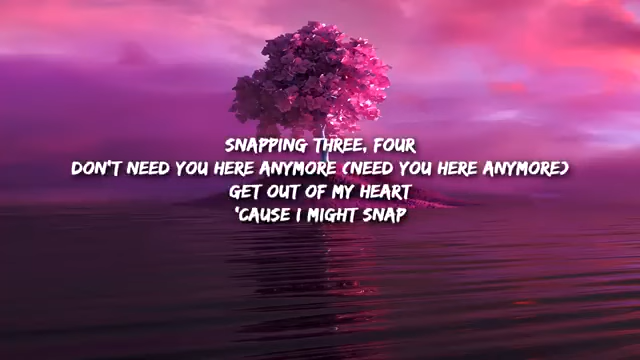 SNAPPING THREE, FOUR
DON'T NEED YOU HERE ANYMORE (NEED YOU HERE ANYMORE)
GET OUT OF MY HEART
'CAUSE I MIGHT SNAP